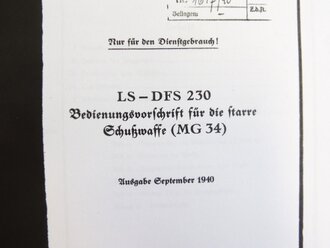 Nur für den Dienstgebrauch!
LS – DFS 230
Bedienungsvorschrift für die starre
Schußwaffe (MG 34)
Ausgabe September 1940